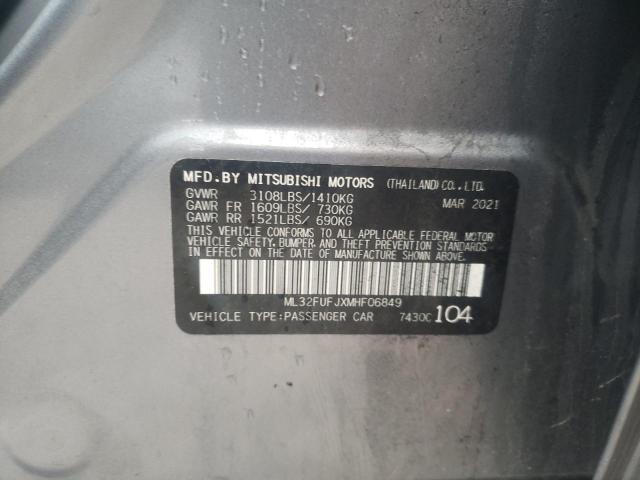 MFD.BY MITSUBISHI MOTORS (THAILAND)CO.,LTD.
GVWR 3108LBS/1410KG MAR 2021
GAWR FR 1609LBS/ 730KG
GAWR RR 1521LBS/ 690KG
THIS VEHICLE CONFORMS TO ALL APPLICABLE FEDERAL MOTOR
VEHICLE SAFETY, BUMPER, AND THEFT PREVENTION STANDARDS
IN EFFECT ON THE DATE OF MANUFACTURE SHOWN ABOVE.
ML32FUFJXMHF06849
VEHICLE TYPE:PASSENGER CAR 7430C 104